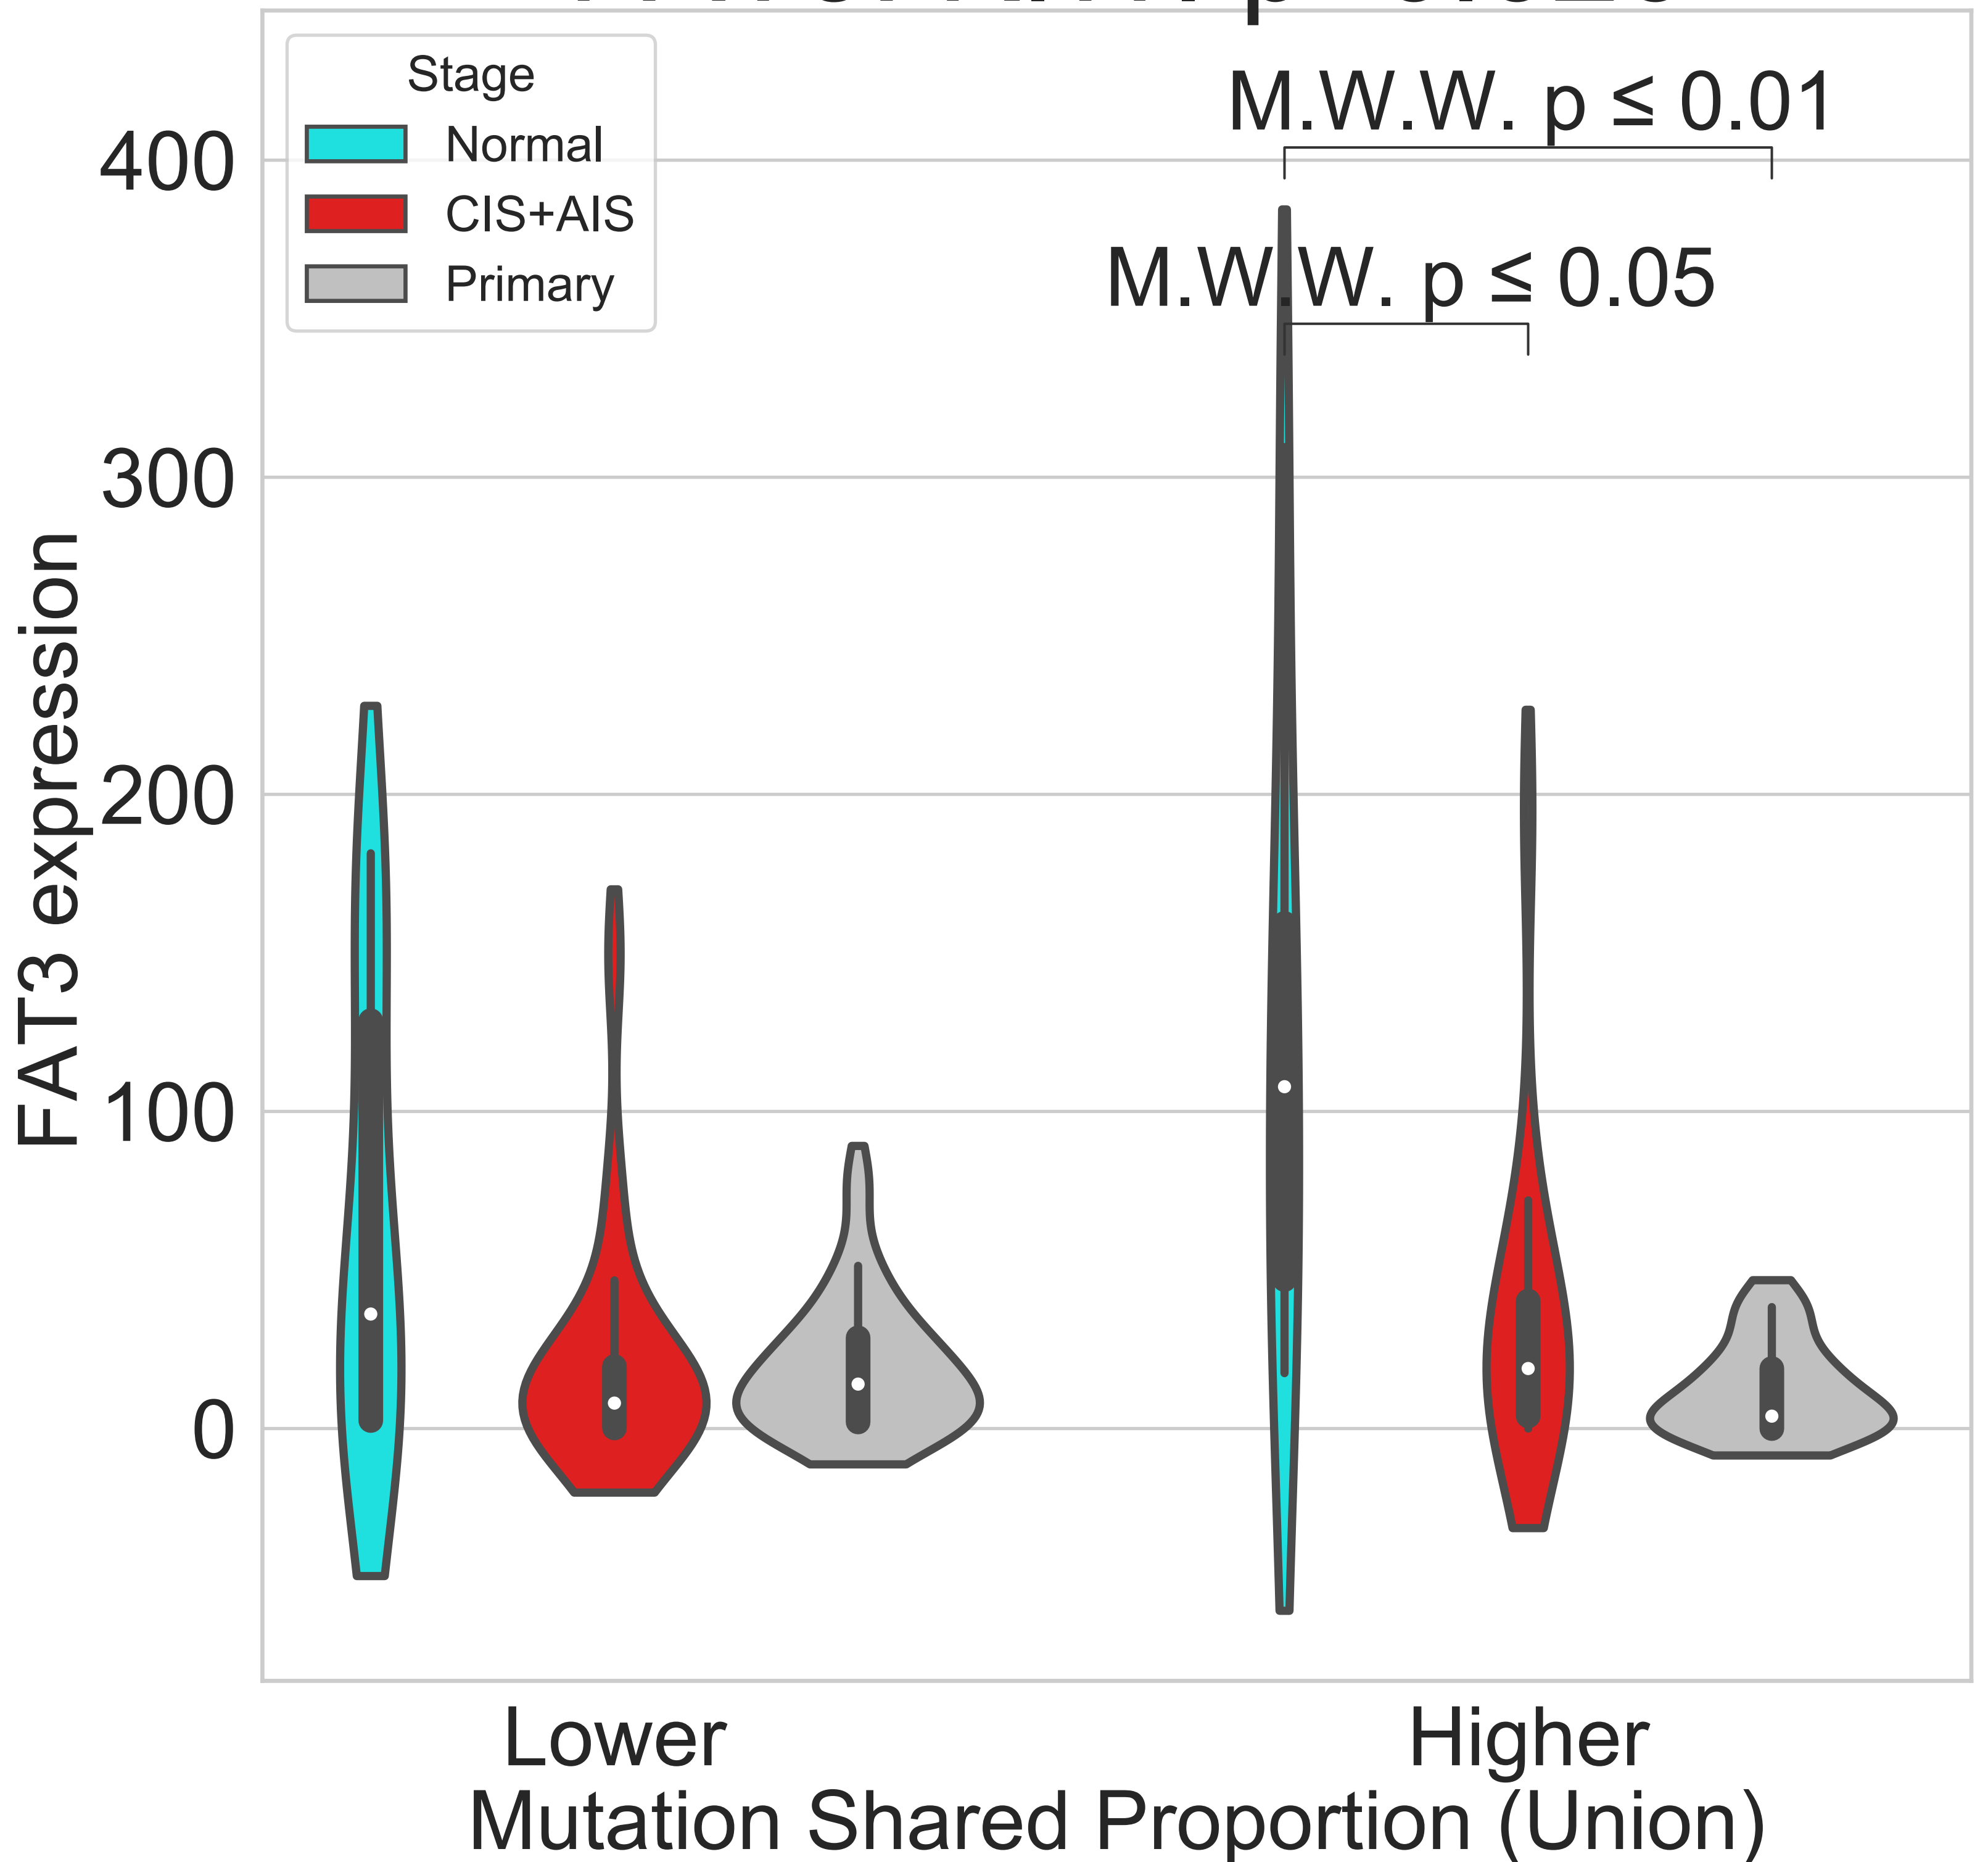 Stage
Normal
CIS+AIS
Primary
M.W.W. p ≤ 0.01
M.W.W. p ≤ 0.05
400
300
200
100
0
FAT3 expression
Lower
Higher
Mutation Shared Proportion (Union)